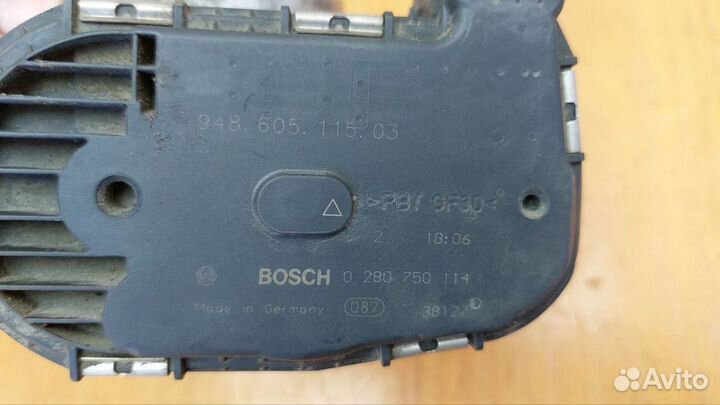 948.605.115.03
>PBT GF30<
2 18:06
BOSCH 0 280 750 114
Made in Germany 087
Avito